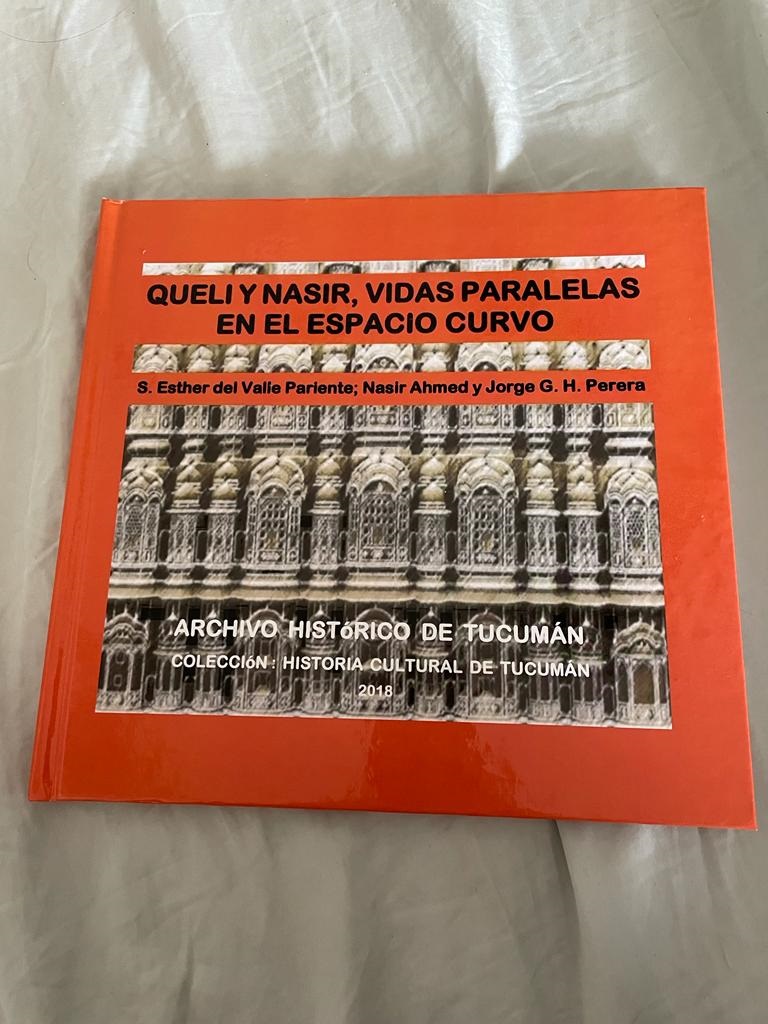 QUELI Y NASIR, VIDAS PARALELAS
EN EL ESPACIO CURVO
S. Esther del Valle Pariente; Nasir Ahmed y Jorge G. H. Perera
ARCHIVO HISTóRICO DE TUCUMÁN
COLECCIóN : HISTORIA CULTURAL DE TUCUMÁN
2018